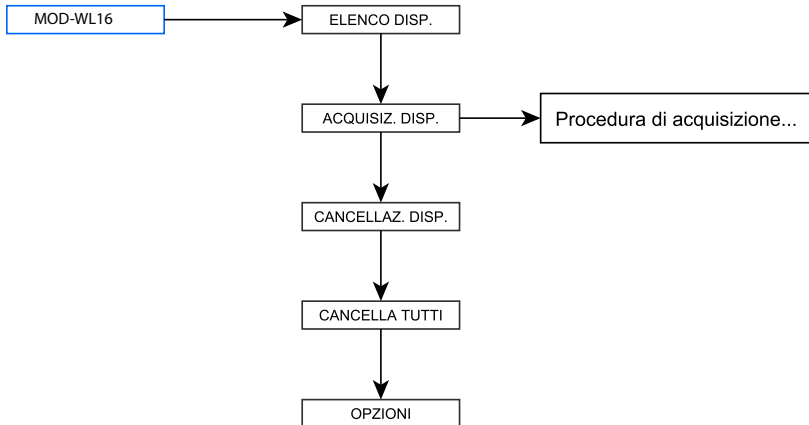 MOD-WL16
ELENCO DISP.
ACQUISIZ. DISP.
Procedura di acquisizione...
CANCELLAZ. DISP.
CANCELLA TUTTI
OPZIONI